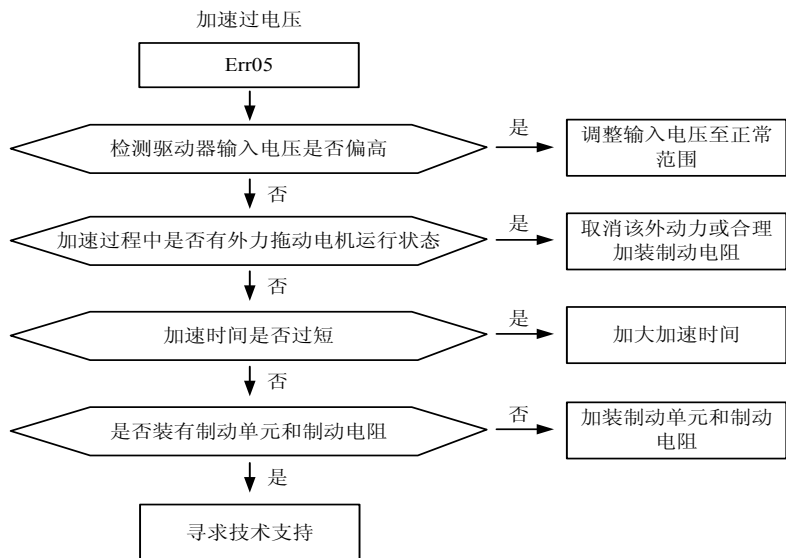 加速过电压
Err05
检测驱动器输入电压是否偏高
是
调整输入电压至正常
范围
否
加速过程中是否有外力拖动电机运行状态
是
取消该外动力或合理
加装制动电阻
否
加速时间是否过短
是
加大加速时间
否
是否装有制动单元和制动电阻
否
加装制动单元和制动
电阻
是
寻求技术支持